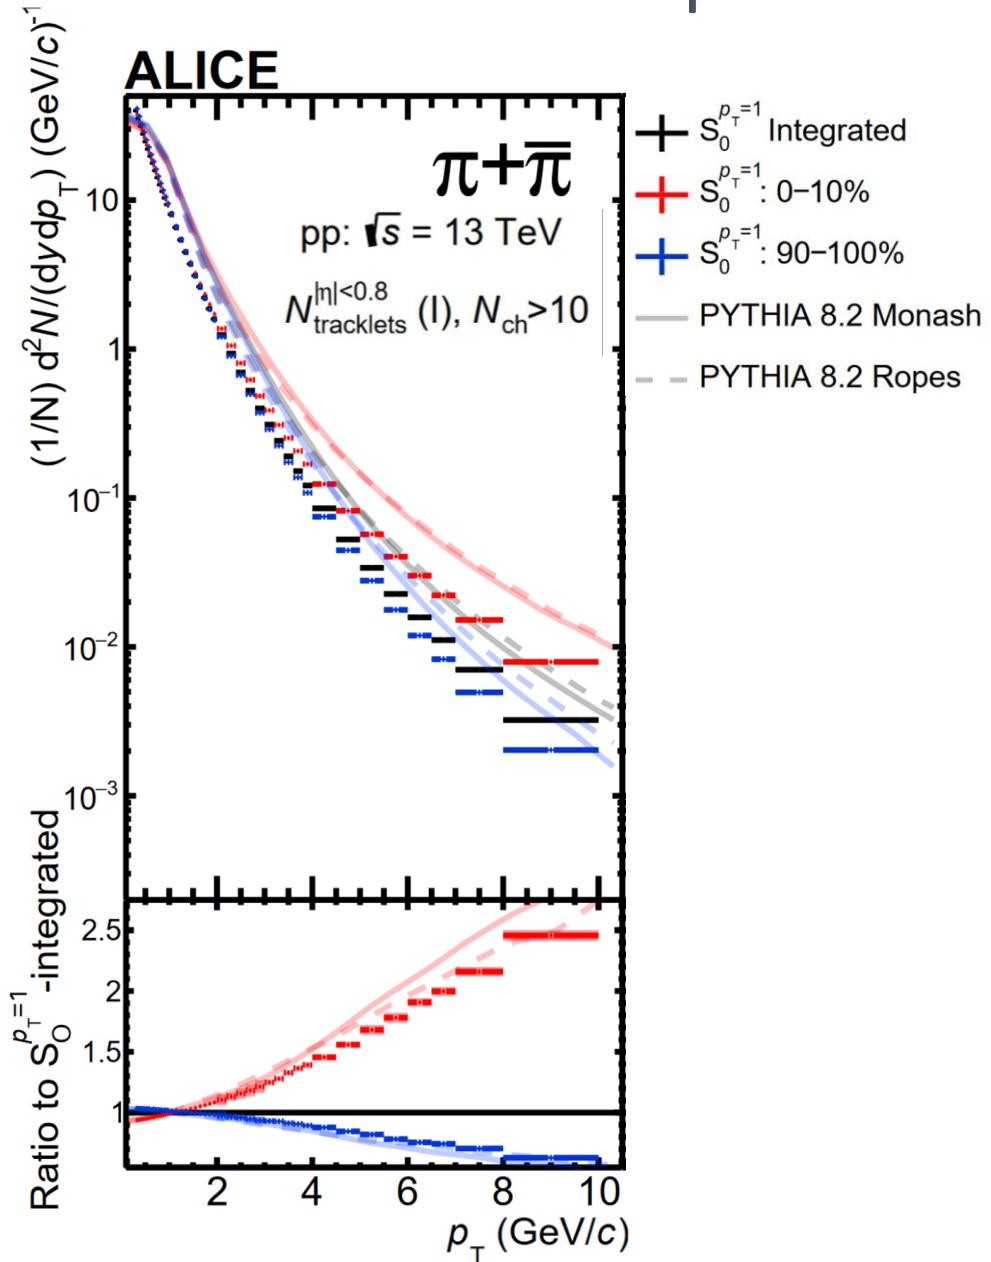 ALICE
(1/N) d²N/(dydp_T) (GeV/c)⁻¹
10
1
10⁻¹
10⁻²
10⁻³
π+π̅
pp: √s = 13 TeV
N_tracklets^|η|<0.8 (I), N_ch>10
S_0^{p_T=1} Integrated
S_0^{p_T=1}: 0−10%
S_0^{p_T=1}: 90−100%
PYTHIA 8.2 Monash
PYTHIA 8.2 Ropes
Ratio to S_O^{p_T=1}-integrated
2.5
2
1.5
1
2 4 6 8 10
p_T (GeV/c)